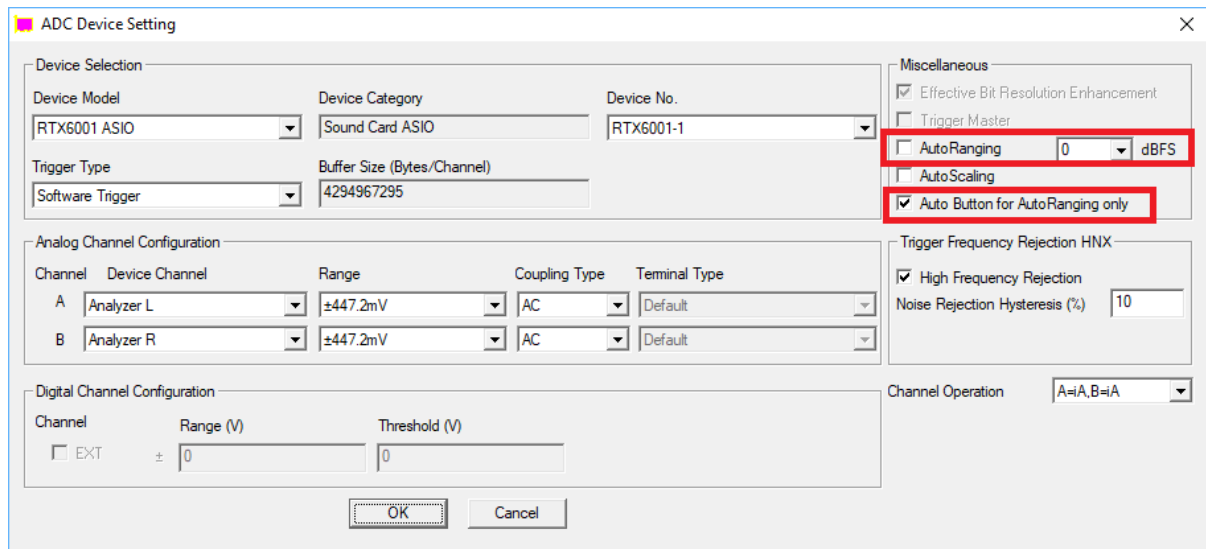 ADC Device Setting
Device Selection
Device Model Device Category Device No.
RTX6001 ASIO Sound Card ASIO RTX6001-1
Trigger Type Buffer Size (Bytes/Channel)
Software Trigger 4294967295
Miscellaneous
Effective Bit Resolution Enhancement
Trigger Master
AutoRanging 0 dBFS
AutoScaling
Auto Button for AutoRanging only
Analog Channel Configuration
Channel Device Channel Range Coupling Type Terminal Type
A Analyzer L ±447.2mV AC Default
B Analyzer R ±447.2mV AC Default
Trigger Frequency Rejection HNX
High Frequency Rejection
Noise Rejection Hysteresis (%) 10
Digital Channel Configuration
Channel Range (V) Threshold (V)
EXT ± 0 0
Channel Operation A=iA,B=iA
OK Cancel